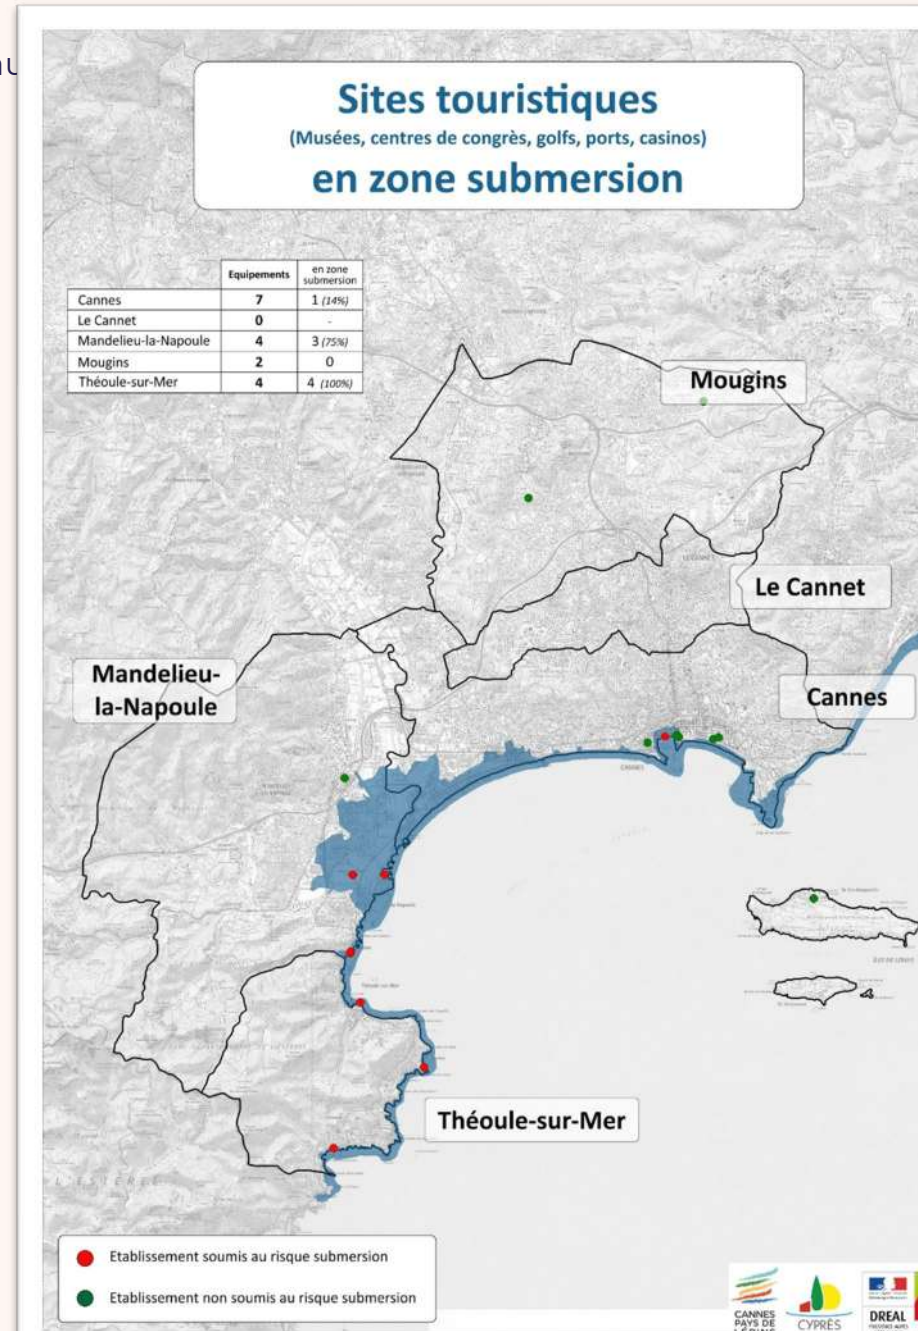 Sites touristiques
(Musées, centres de congrès, golfs, ports, casinos)
en zone submersion
Equipements en zone submersion
Cannes 7 1 (14%)
Le Cannet 0 -
Mandelieu-la-Napoule 4 3 (75%)
Mougins 2 0
Théoule-sur-Mer 4 (100%)
Mougins
Le Cannet
Mandelieu-
la-Napoule
Cannes
CANNES
Théoule-sur-Mer
Etablissement soumis au risque submersion
Etablissement non soumis au risque submersion
CANNES
PAYS DE
LÉRINS
CYPRÈS
DREAL